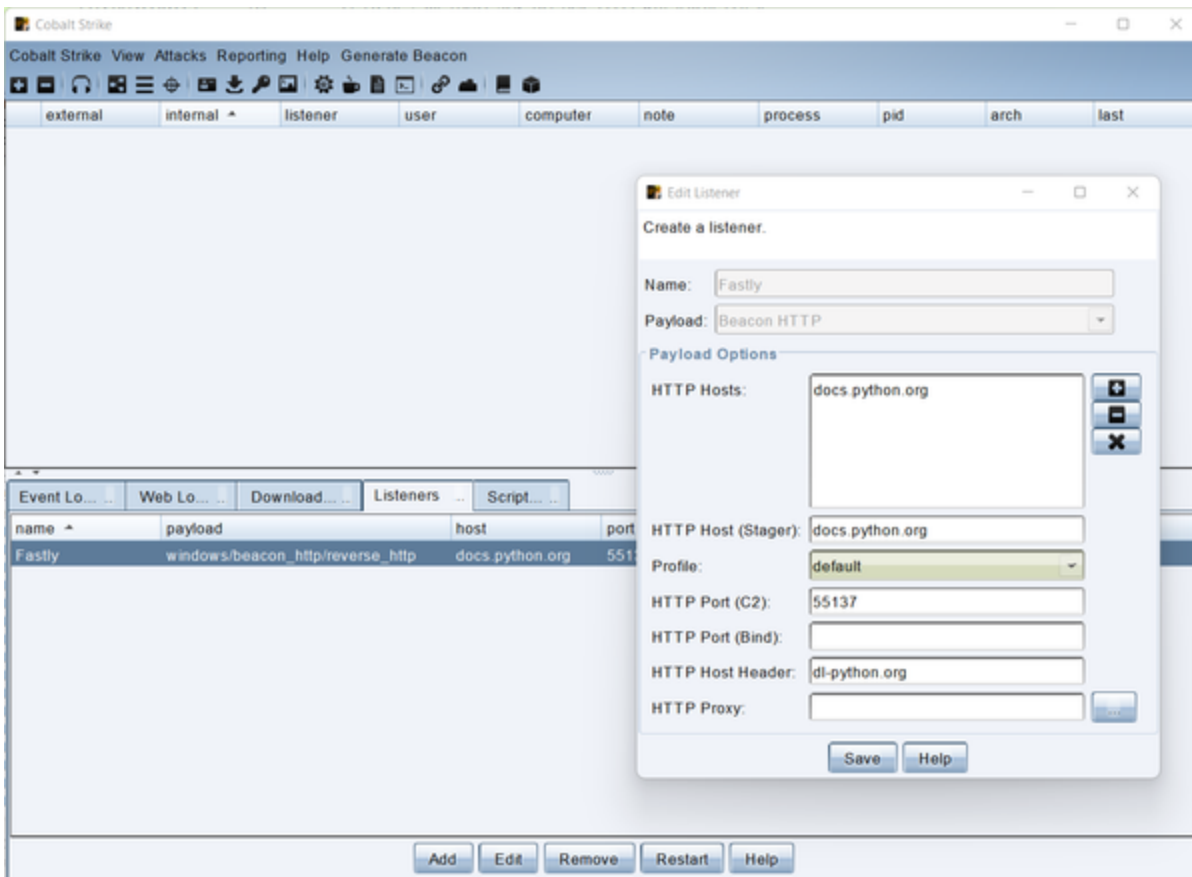 Cobalt Strike
Cobalt Strike View Attacks Reporting Help Generate Beacon
external internal listener user computer note process pid arch last
Edit Listener
Create a listener.
Name: Fastly
Payload: Beacon HTTP
Payload Options
HTTP Hosts: docs.python.org
HTTP Host (Stager): docs.python.org
Profile: default
HTTP Port (C2): 55137
HTTP Port (Bind):
HTTP Host Header: dl-python.org
HTTP Proxy:
...
Save Help
Event Lo... Web Lo... Download... Listeners Script...
name payload host port
Fastly windows/beacon_http/reverse_http docs.python.org
Add Edit Remove Restart Help